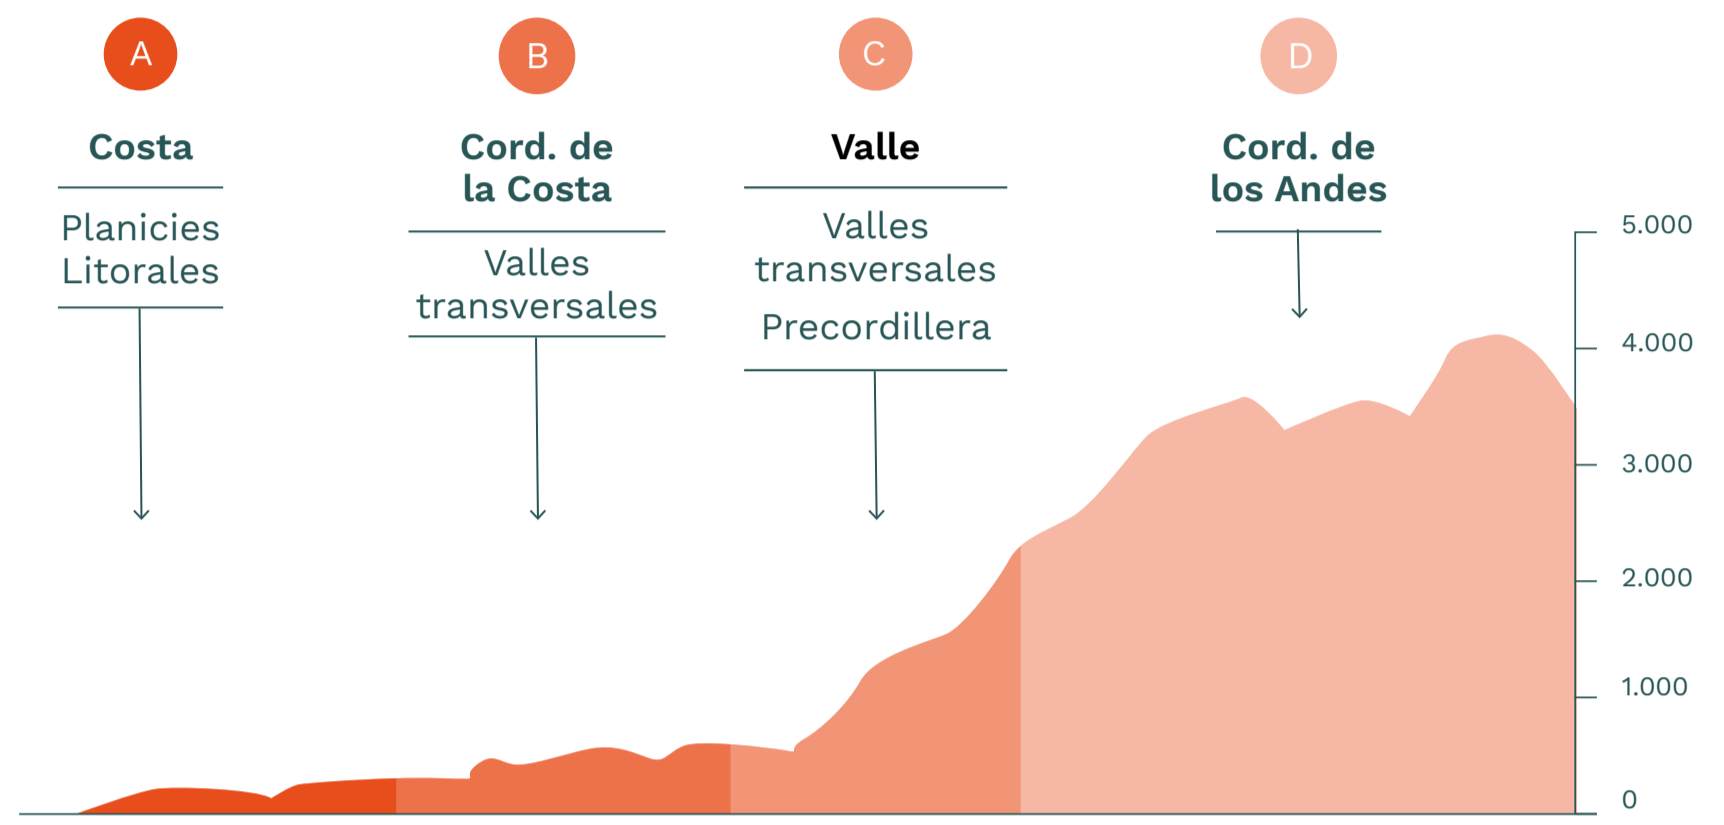 A
Costa
Planicies
Litorales
B
Cord. de
la Costa
Valles
transversales
C
Valle
Valles
transversales
Precordillera
D
Cord. de
los Andes
5.000
4.000
3.000
2.000
1.000
0